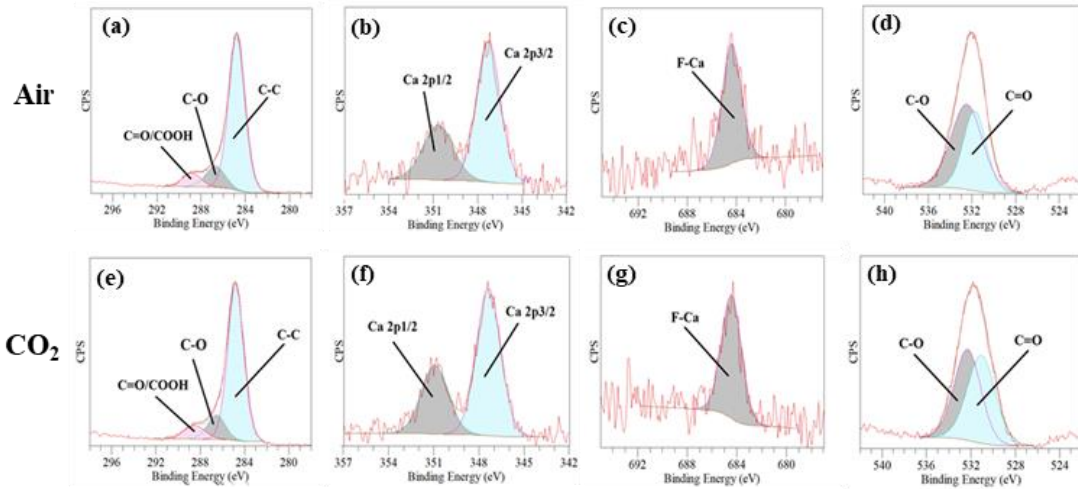 (a) (b) (c) (d)
Air
CPS C=O/COOH C-O C-C
296 292 288 284 280
Binding Energy (eV)
CPS Ca 2p1/2 Ca 2p3/2
357 354 351 348 345 342
Binding Energy (eV)
CPS F-Ca
692 688 684 680
Binding Energy (eV)
CPS C-O C=O
540 536 532 528 524
Binding Energy (eV)
(e) (f) (g) (h)
CO2
CPS C=O/COOH C-O C-C
296 292 288 284 280
Binding Energy (eV)
CPS Ca 2p1/2 Ca 2p3/2
357 354 351 348 345 342
Binding Energy (eV)
CPS F-Ca
692 688 684 680
Binding Energy (eV)
CPS C-O C=O
540 536 532 528 524
Binding Energy (eV)